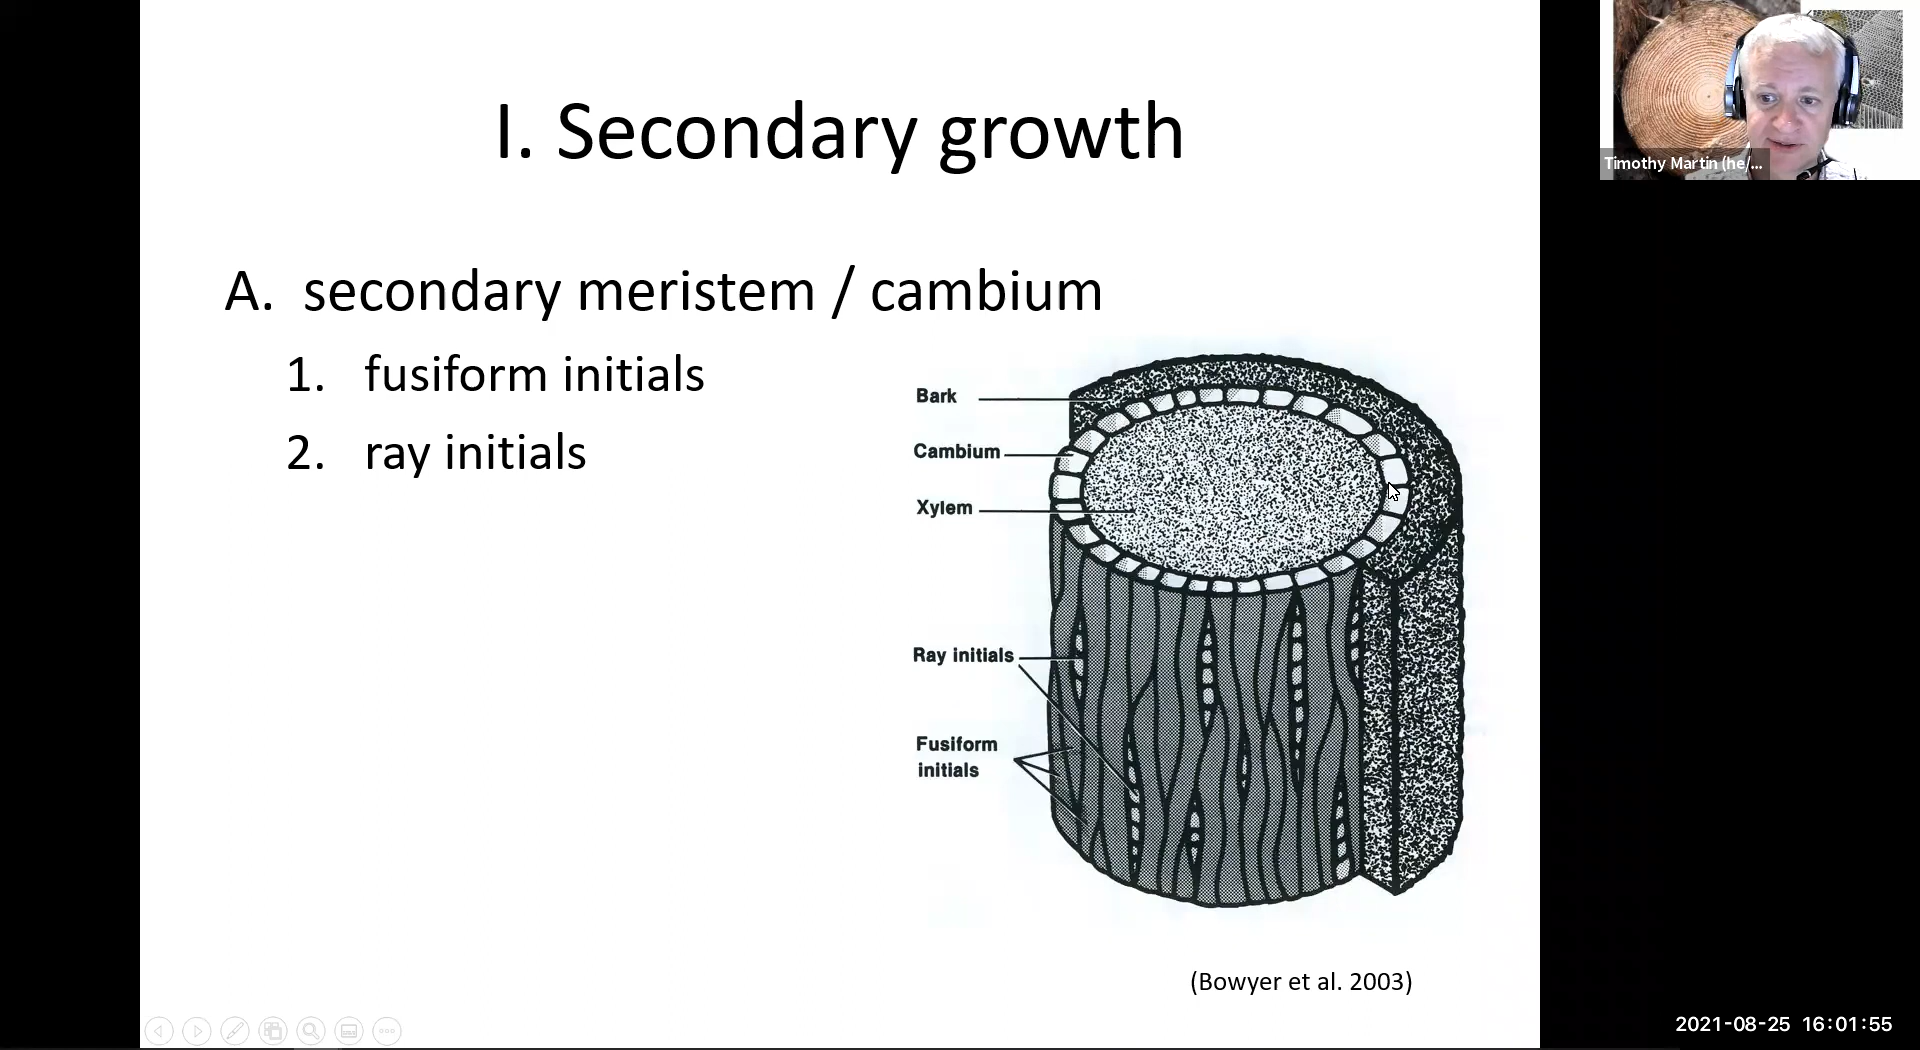 I. Secondary growth
A. secondary meristem / cambium
1. fusiform initials
2. ray initials
Bark
Cambium
Xylem
Ray initials
Fusiform
initials
(Bowyer et al. 2003)
Timothy Martin (he/...
2021-08-25 16:01:55